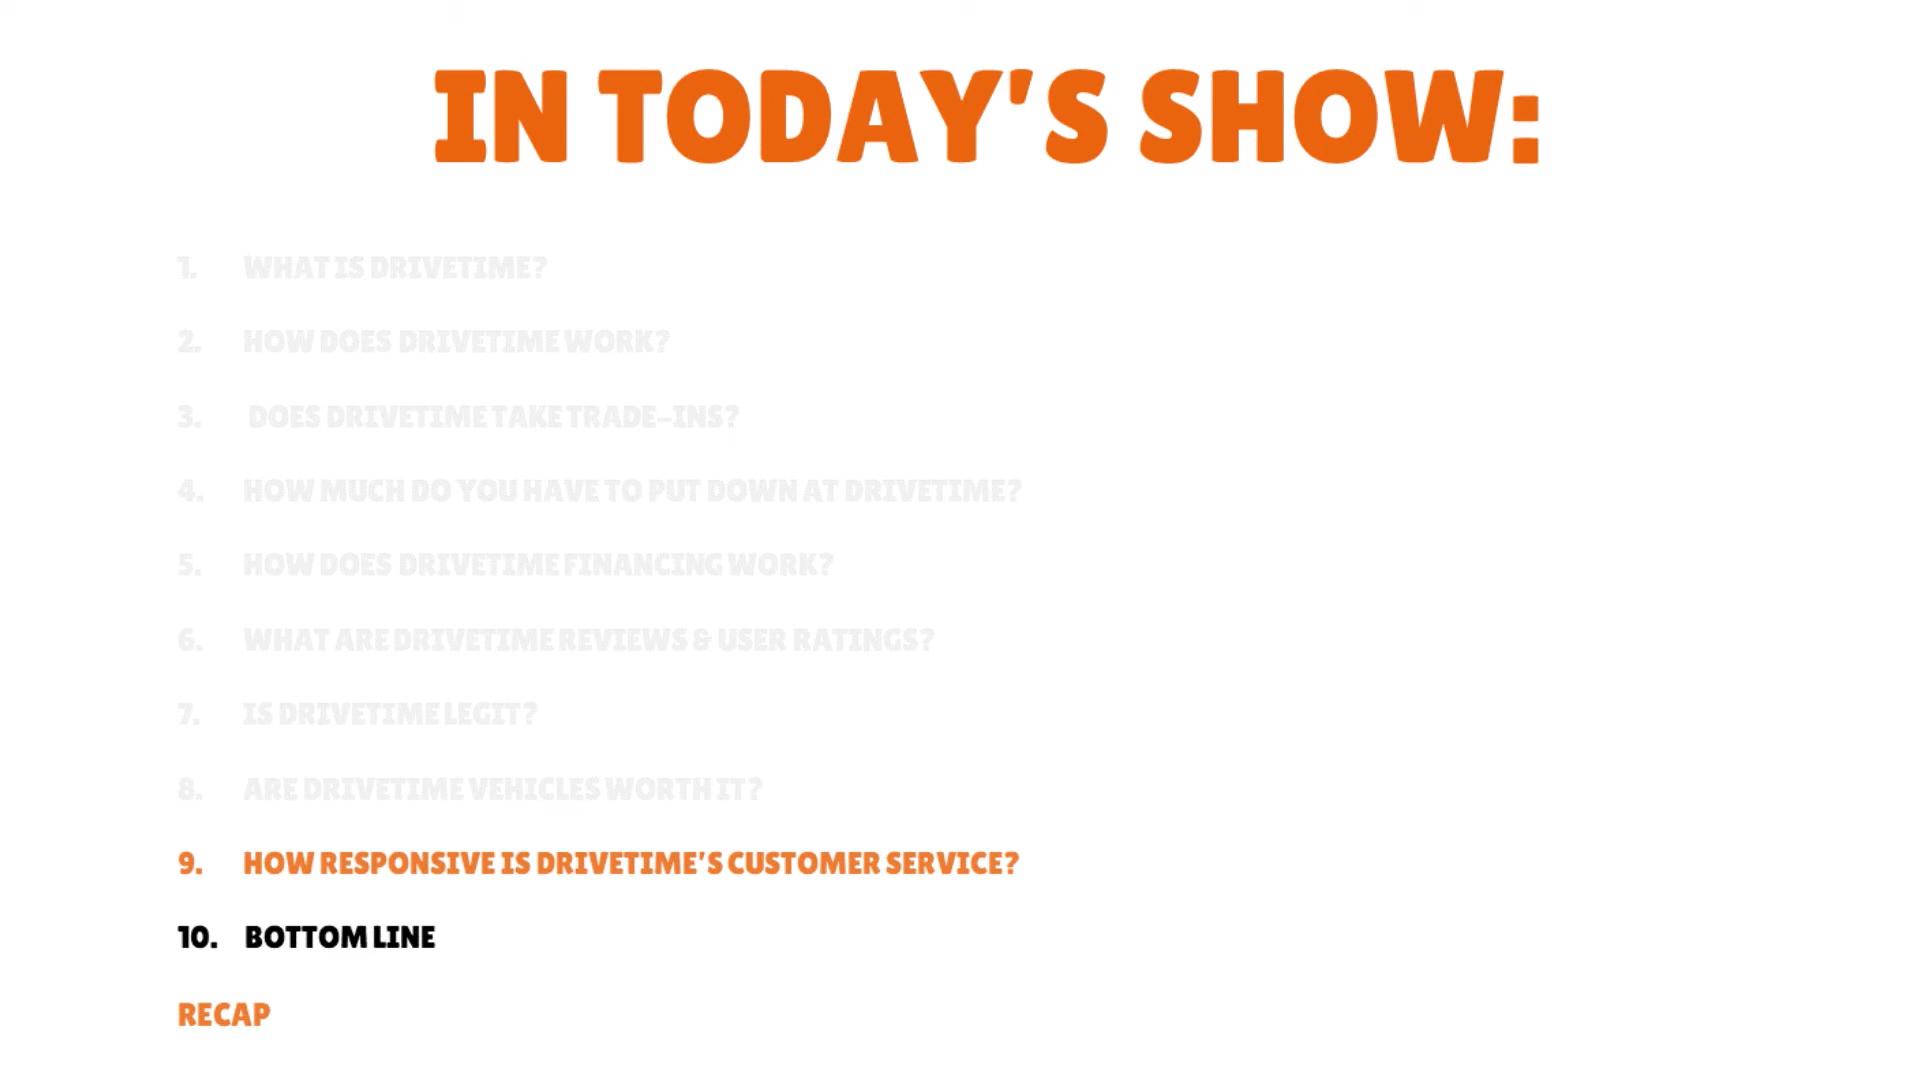 IN TODAY'S SHOW:
1. WHAT IS DRIVETIME?
2. HOW DOES DRIVETIME WORK?
3. DOES DRIVETIME TAKE TRADE-INS?
4. HOW MUCH DO YOU HAVE TO PUT DOWN AT DRIVETIME?
5. HOW DOES DRIVETIME FINANCING WORK?
6. WHAT ARE DRIVETIME REVIEWS & USER RATINGS?
7. IS DRIVETIME LEGIT?
8. ARE DRIVETIME VEHICLES WORTH IT?
9. HOW RESPONSIVE IS DRIVETIME'S CUSTOMER SERVICE?
10. BOTTOM LINE
RECAP